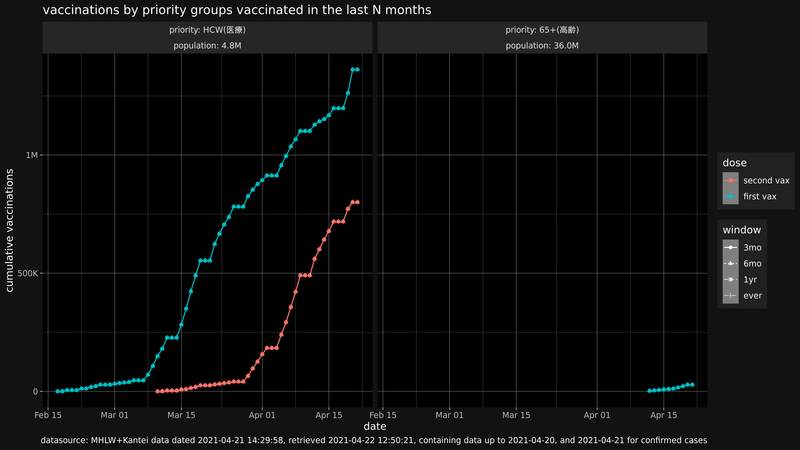 vaccinations by priority groups vaccinated in the last N months
priority: HCW(医療)
population: 4.8M
priority: 65+(高齢)
population: 36.0M
cumulative vaccinations
1M
500K
0
Feb 15
Mar 01
Mar 15
Apr 01
Apr 15
Feb 15
Mar 01
Mar 15
Apr 01
Apr 15
date
dose
second vax
first vax
window
3mo
6mo
1yr
ever
datasource: MHLW+Kantei data dated 2021-04-21 14:29:58, retrieved 2021-04-22 12:50:21, containing data up to 2021-04-20, and 2021-04-21 for confirmed cases